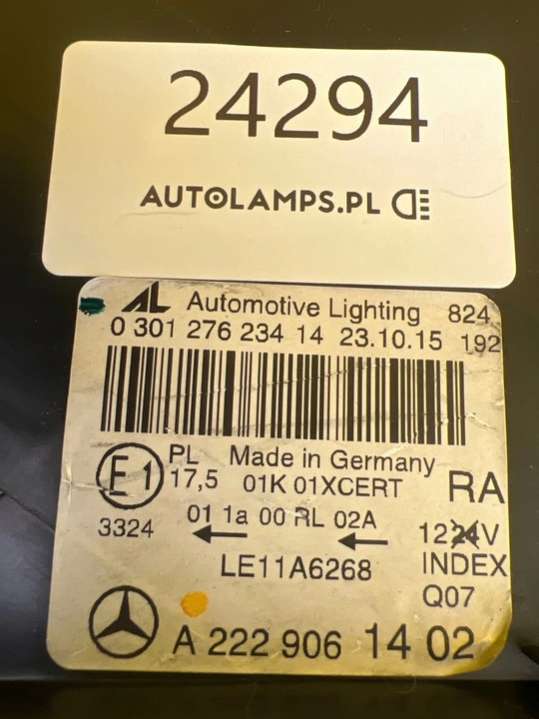 24294
AUTOLAMPS.PL
AL Automotive Lighting 824
0 301 276 234 14 23.10.15 192
E1 PL Made in Germany
17,5 01K 01XCERT RA
3324 01 1a 00 RL 02A 1224V
LE11A6268 INDEX
Q07
A 222 906 14 02